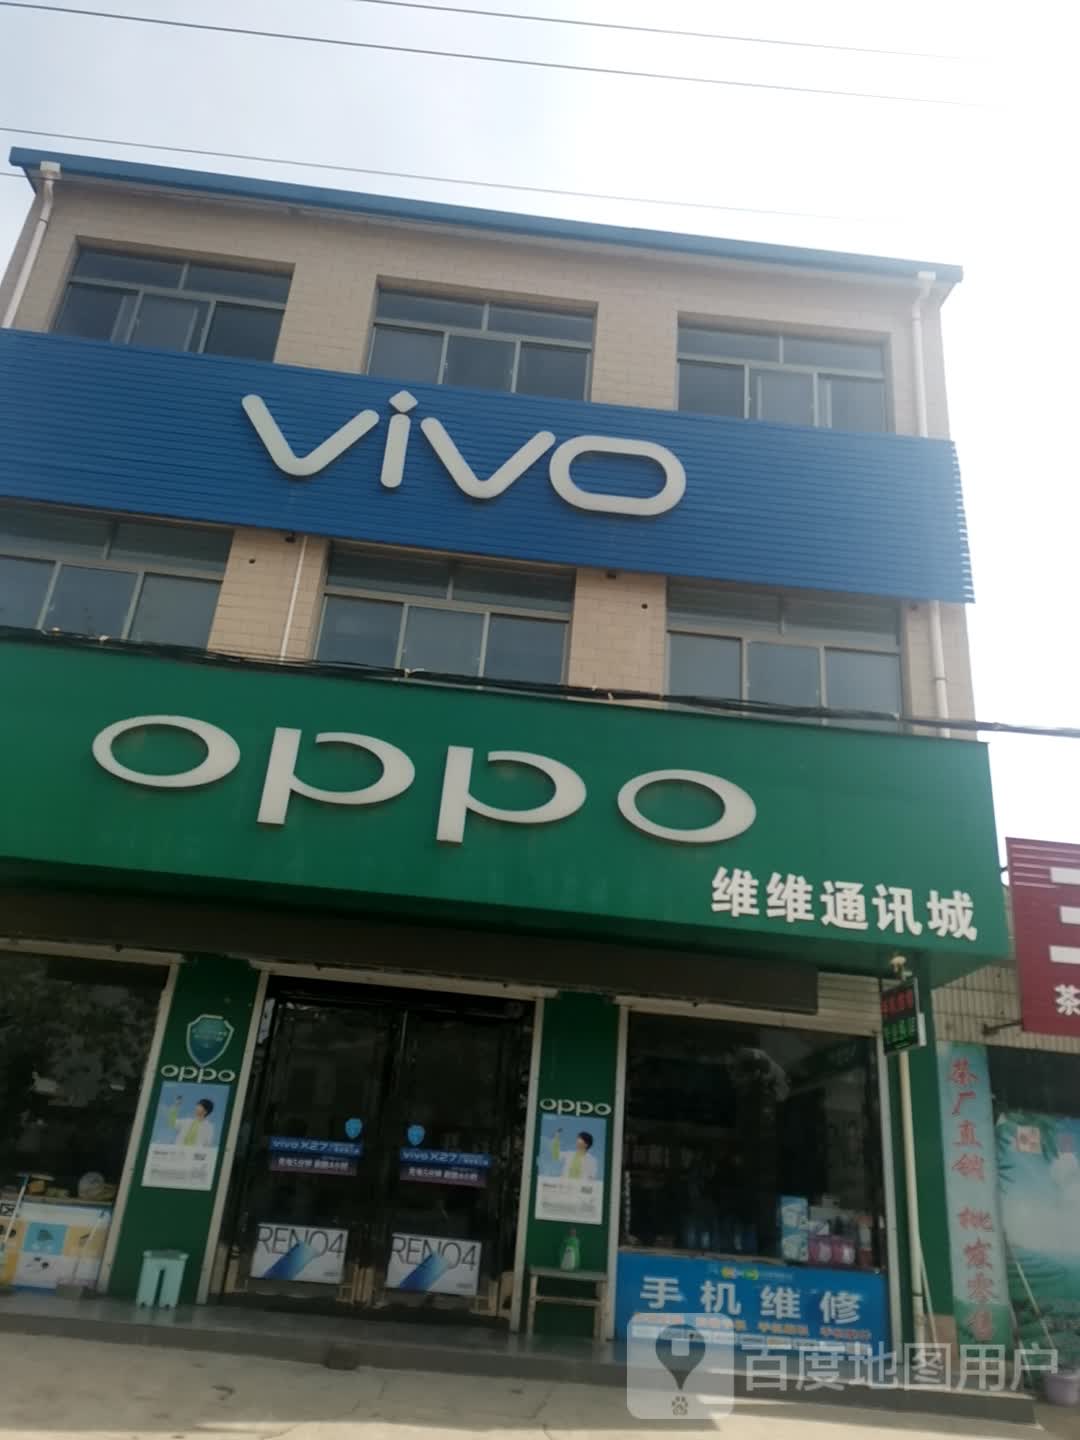 vivo
oppo
维维通讯城
茶
oppo
oppo
vivo X27
vivo X27
RENO4
RENO4
手机维修
茶厂直销 批发零售
百度地图用户